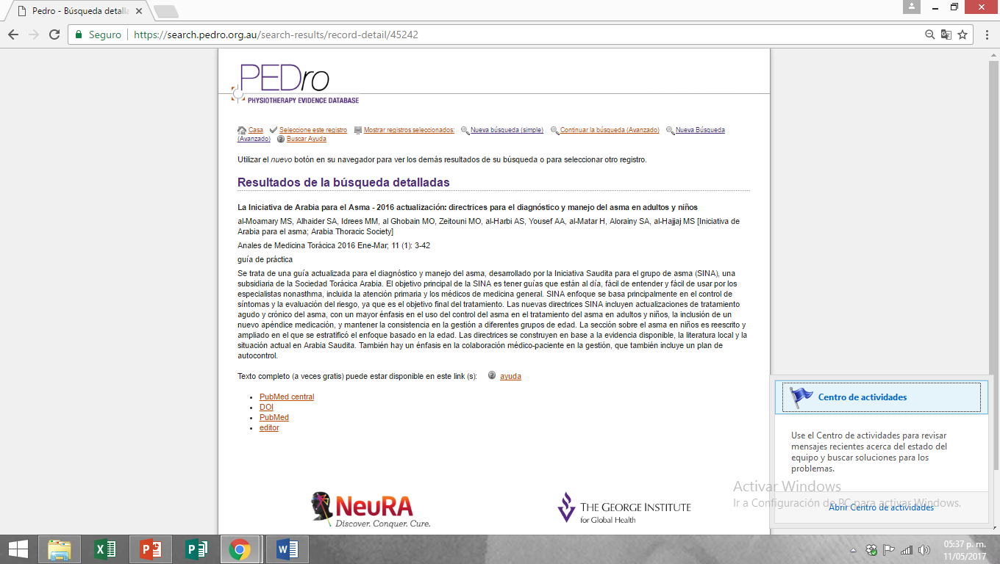 Pedro - Búsqueda detalla
Seguro
https://search.pedro.org.au/search-results/record-detail/45242
PEDro
PHYSIOTHERAPY EVIDENCE DATABASE
Casa Seleccione este registro Mostrar registros seleccionados: Nueva búsqueda (simple) Continuar la búsqueda (Avanzado) Nueva Búsqueda
(Avanzado) Buscar Ayuda
Utilizar el nuevo botón en su navegador para ver los demás resultados de su búsqueda o para seleccionar otro registro.
Resultados de la búsqueda detalladas
La Iniciativa de Arabia para el Asma - 2016 actualización: directrices para el diagnóstico y manejo del asma en adultos y niños
al-Moamary MS, Alhaider SA, Idrees MM, al Ghobain MO, Zeitouni MO, al-Harbi AS, Yousef AA, al-Matar H, Alorainy SA, al-Hajjaj MS [Iniciativa de
Arabia para el asma; Arabia Thoracic Society]
Anales de Medicina Torácica 2016 Ene-Mar; 11 (1): 3-42
guía de práctica
Se trata de una guía actualizada para el diagnóstico y manejo del asma, desarrollado por la Iniciativa Saudita para el grupo de asma (SINA), una
subsidiaria de la Sociedad Torácica Arabia. El objetivo principal de la SINA es tener guías que están al día, fácil de entender y fácil de usar por los
especialistas nonasthma, incluida la atención primaria y los médicos de medicina general. SINA enfoque se basa principalmente en el control de
síntomas y la evaluación del riesgo, ya que es el objetivo final del tratamiento. Las nuevas directrices SINA incluyen actualizaciones de tratamiento
agudo y crónico del asma, con un mayor énfasis en el uso del control del asma en el tratamiento del asma en adultos y niños, la inclusión de un
nuevo apéndice medicación, y mantener la consistencia en la gestión a diferentes grupos de edad. La sección sobre el asma en niños es reescrito y
ampliado en el que se estratificó el enfoque basado en la edad. Las directrices se construyen en base a la evidencia disponible, la literatura local y la
situación actual en Arabia Saudita. También hay un énfasis en la colaboración médico-paciente en la gestión, que también incluye un plan de
autocontrol.
Texto completo (a veces gratis) puede estar disponible en este link (s): ayuda
PubMed central
DOI
PubMed
editor
Centro de actividades
Use el Centro de actividades para revisar
mensajes recientes acerca del estado del
equipo y buscar soluciones para los
problemas.
Activar Windows
Ir a Configuración de PC para activar Windows.
Abrir Centro de actividades
NeuRA
Discover. Conquer. Cure.
THE GEORGE INSTITUTE
for Global Health
05:37 p. m.
11/05/2017